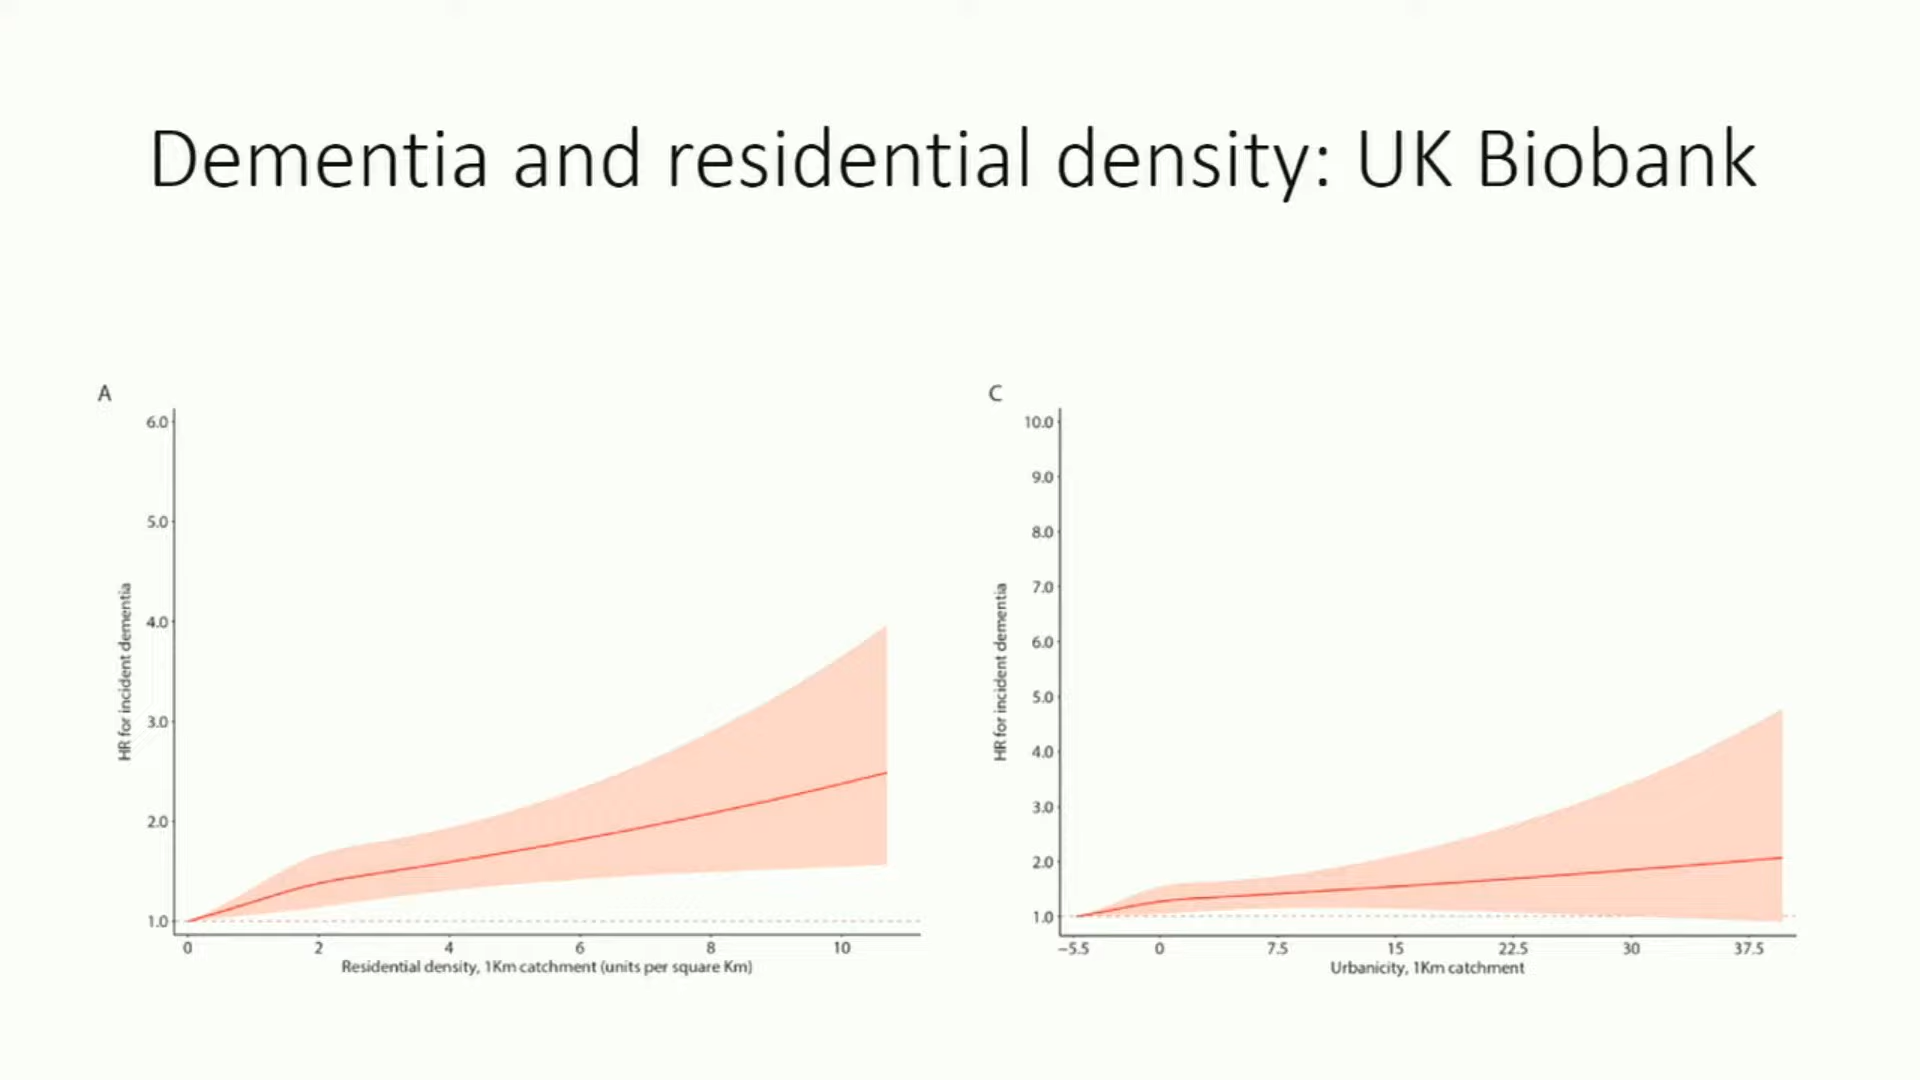 Dementia and residential density: UK Biobank
A
6.0
5.0
4.0
3.0
2.0
1.0
HR for incident dementia
0 2 4 6 8 10
Residential density, 1Km catchment (units per square Km)
C
10.0
9.0
8.0
7.0
6.0
5.0
4.0
3.0
2.0
1.0
HR for incident dementia
−5.5 0 7.5 15 22.5 30 37.5
Urbanicity, 1Km catchment